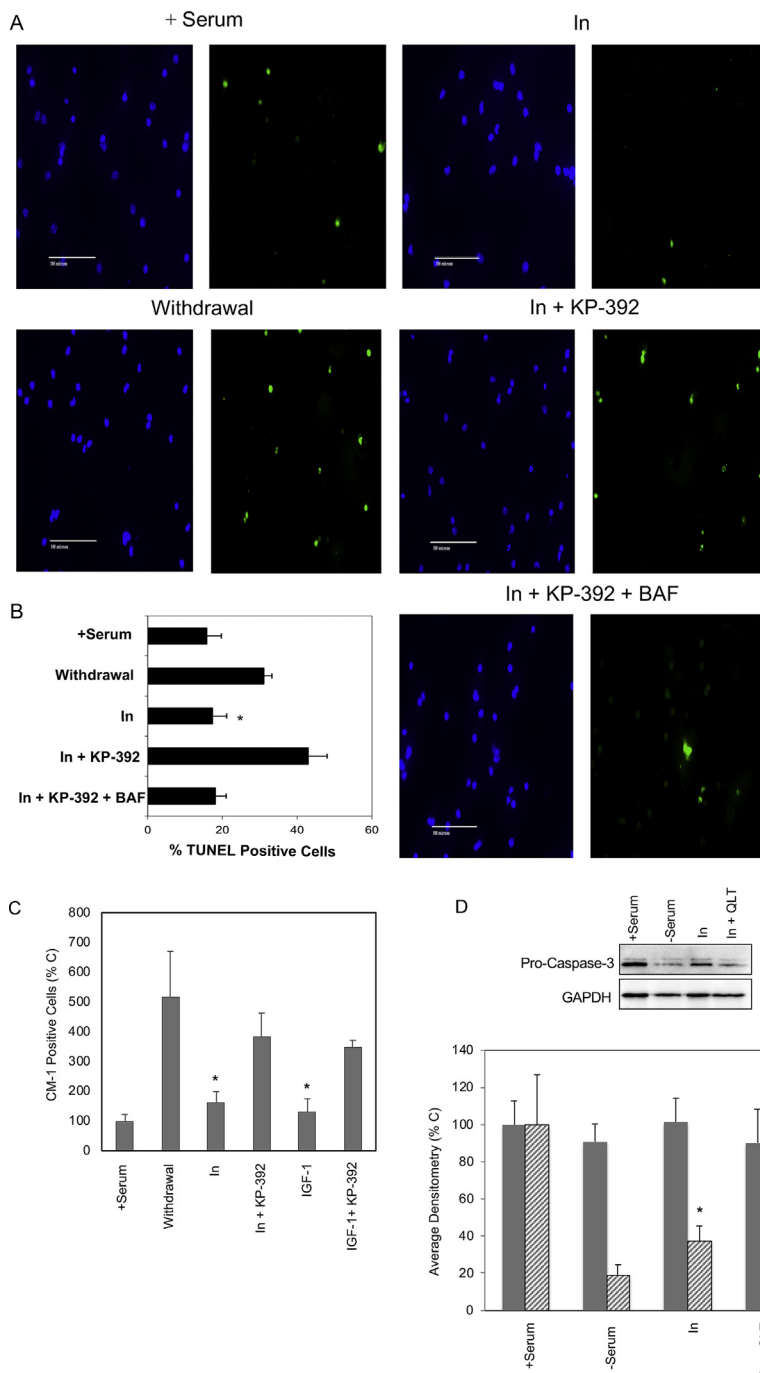 A
+ Serum
In
Withdrawal
In + KP-392
In + KP-392 + BAF
B
+Serum
Withdrawal
In
*
In + KP-392
In + KP-392 + BAF
0
20
40
60
% TUNEL Positive Cells
C
800
700
600
500
400
300
200
100
0
CM-1 Positive Cells (% C)
*
*
+Serum
Withdrawal
In
In + KP-392
IGF-1
IGF-1+ KP-392
D
+Serum
-Serum
In
In + QLT
Pro-Caspase-3
GAPDH
140
120
100
80
60
40
20
0
Average Densitometry (% C)
*
+Serum
-Serum
In